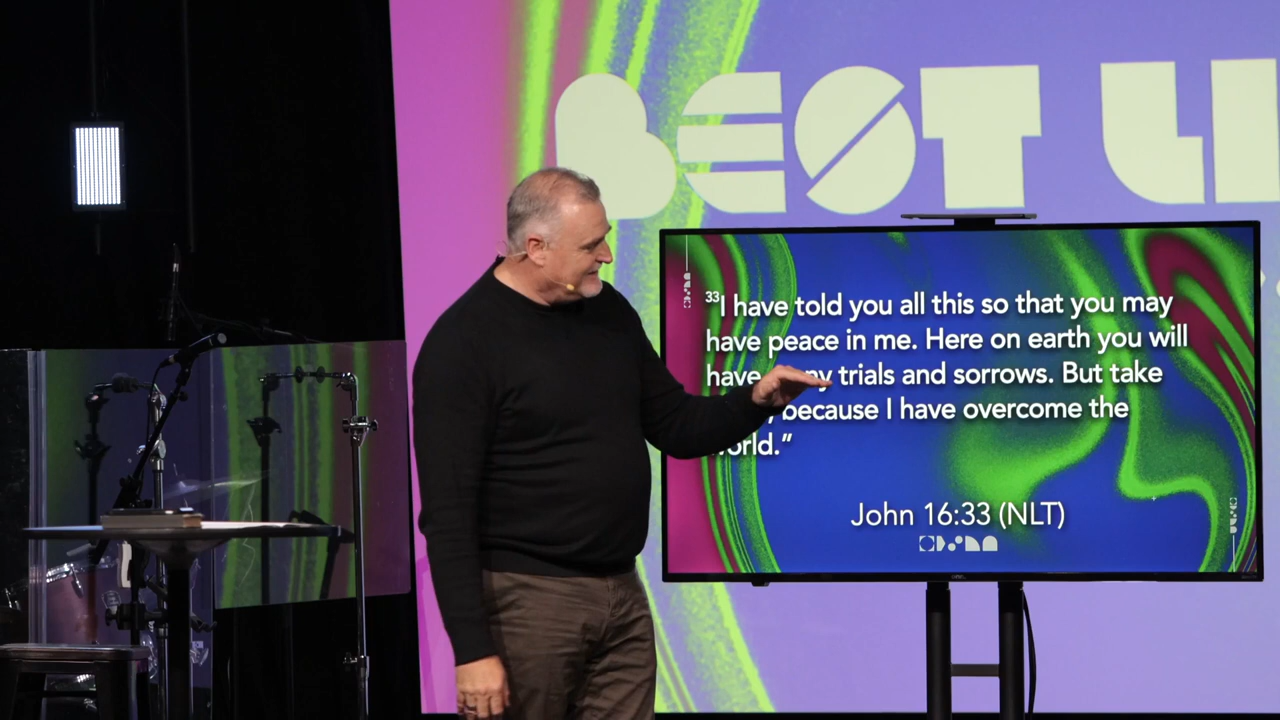 BEST LI
33I have told you all this so that you may
have peace in me. Here on earth you will
have ny trials and sorrows. But take
, because I have overcome the
orld.”
John 16:33 (NLT)